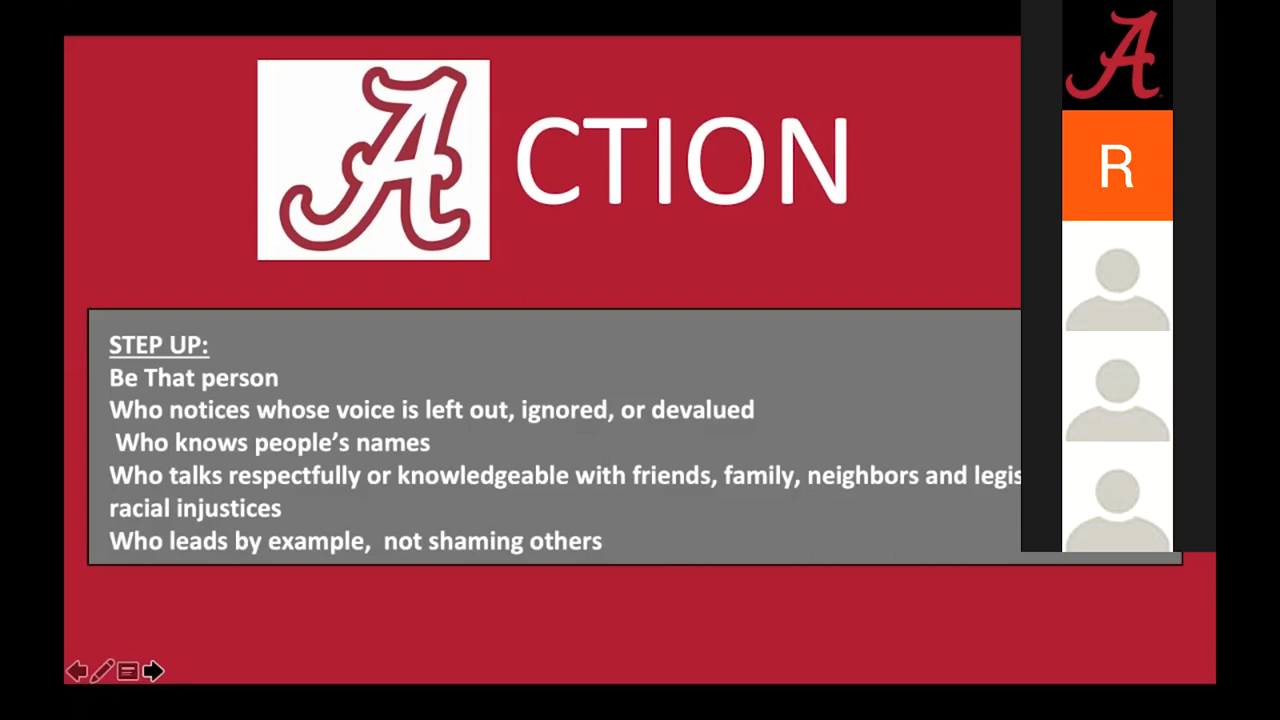 A CTION
A
R
STEP UP:
Be That person
Who notices whose voice is left out, ignored, or devalued
Who knows people's names
Who talks respectfully or knowledgeable with friends, family, neighbors and
racial injustices
Who leads by example, not shaming others